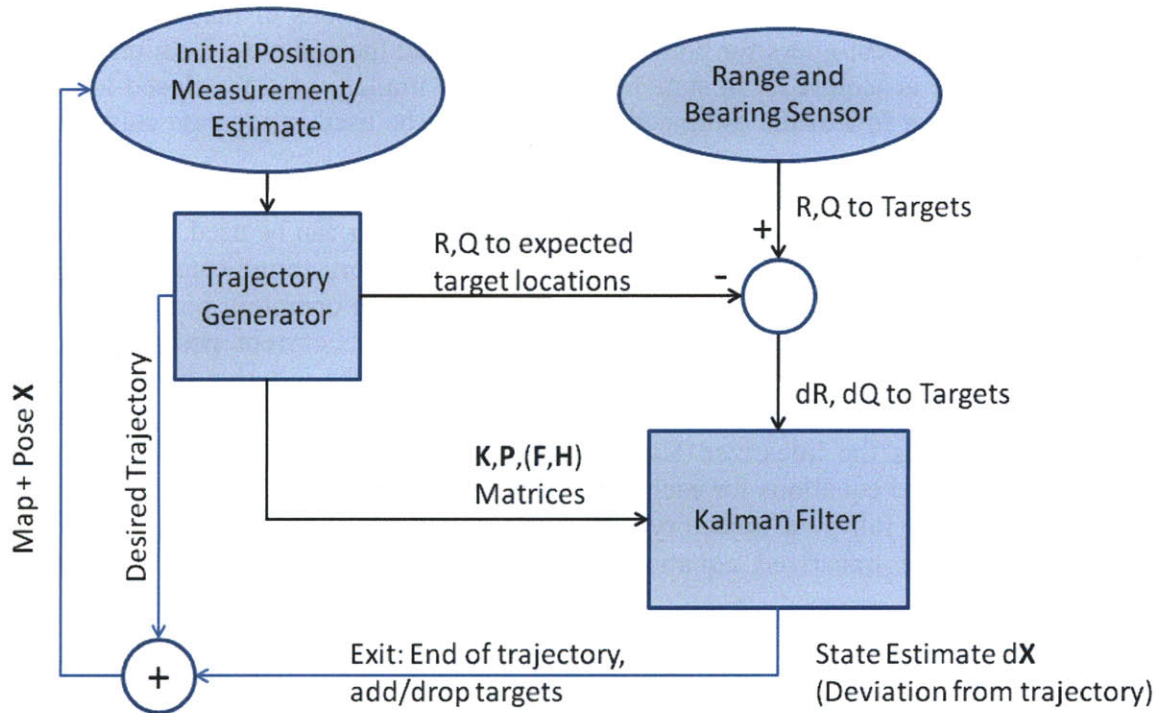 Initial Position
Measurement/
Estimate
Range and
Bearing Sensor
R,Q to Targets
+
R,Q to expected
target locations
-
Trajectory
Generator
dR, dQ to Targets
Map + Pose X
Desired Trajectory
K,P,(F,H)
Matrices
Kalman Filter
Exit: End of trajectory,
add/drop targets
State Estimate dX
(Deviation from trajectory)
+